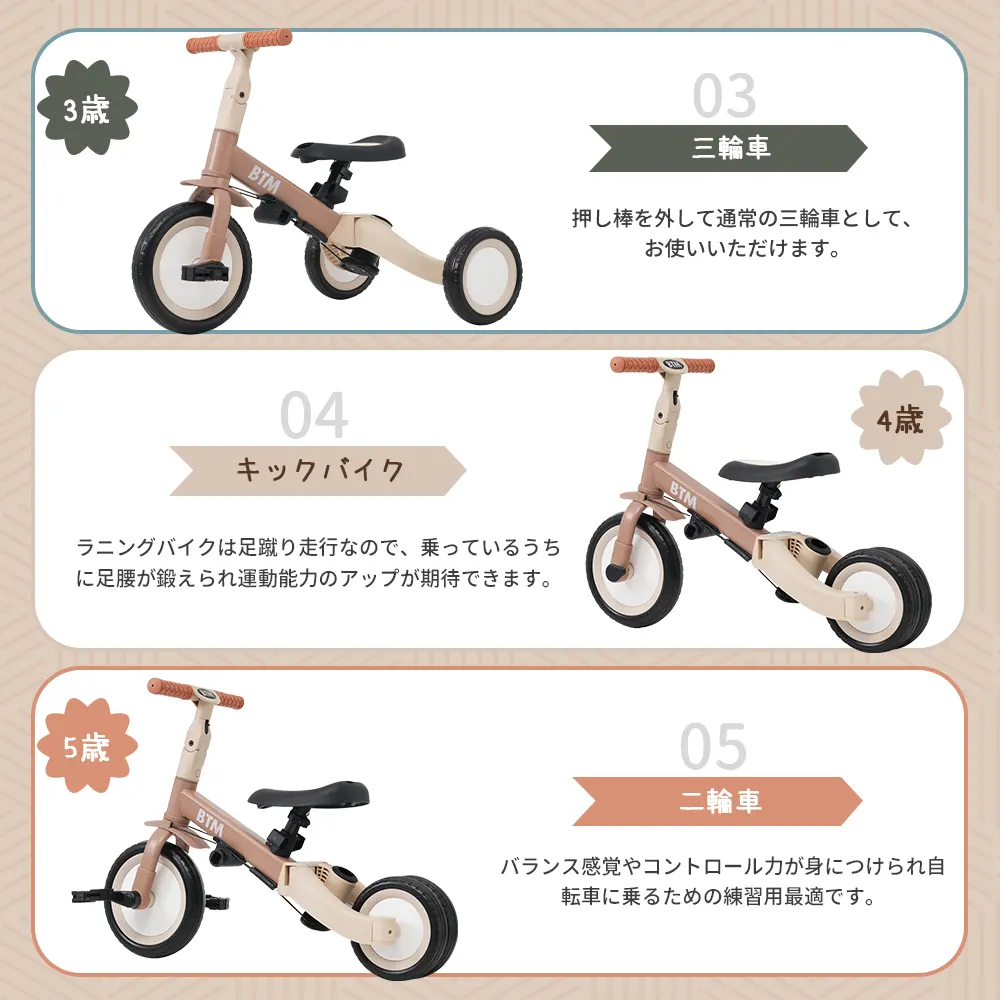 3歳
BTM
03
三輪車
押し棒を外して通常の三輪車として、
お使いいただけます。
04
キックバイク
ラニングバイクは足蹴り走行なので、乗っているうち
に足腰が鍛えられ運動能力のアップが期待できます。
BTM
BTM
4歳
5歳
BTM
05
二輪車
バランス感覚やコントロール力が身につけられ自
転車に乗るための練習用最適です。